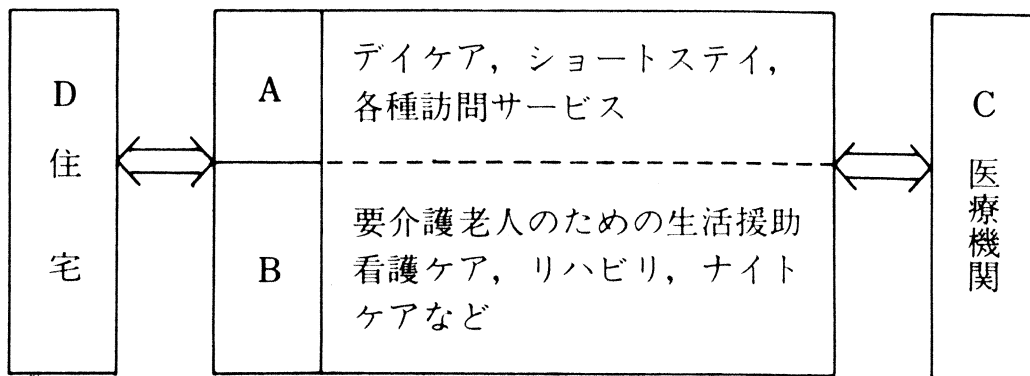 D
住
宅
A
デイケア，ショートステイ，
各種訪問サービス
B
要介護老人のための生活援助
看護ケア，リハビリ，ナイト
ケアなど
C
医療機関